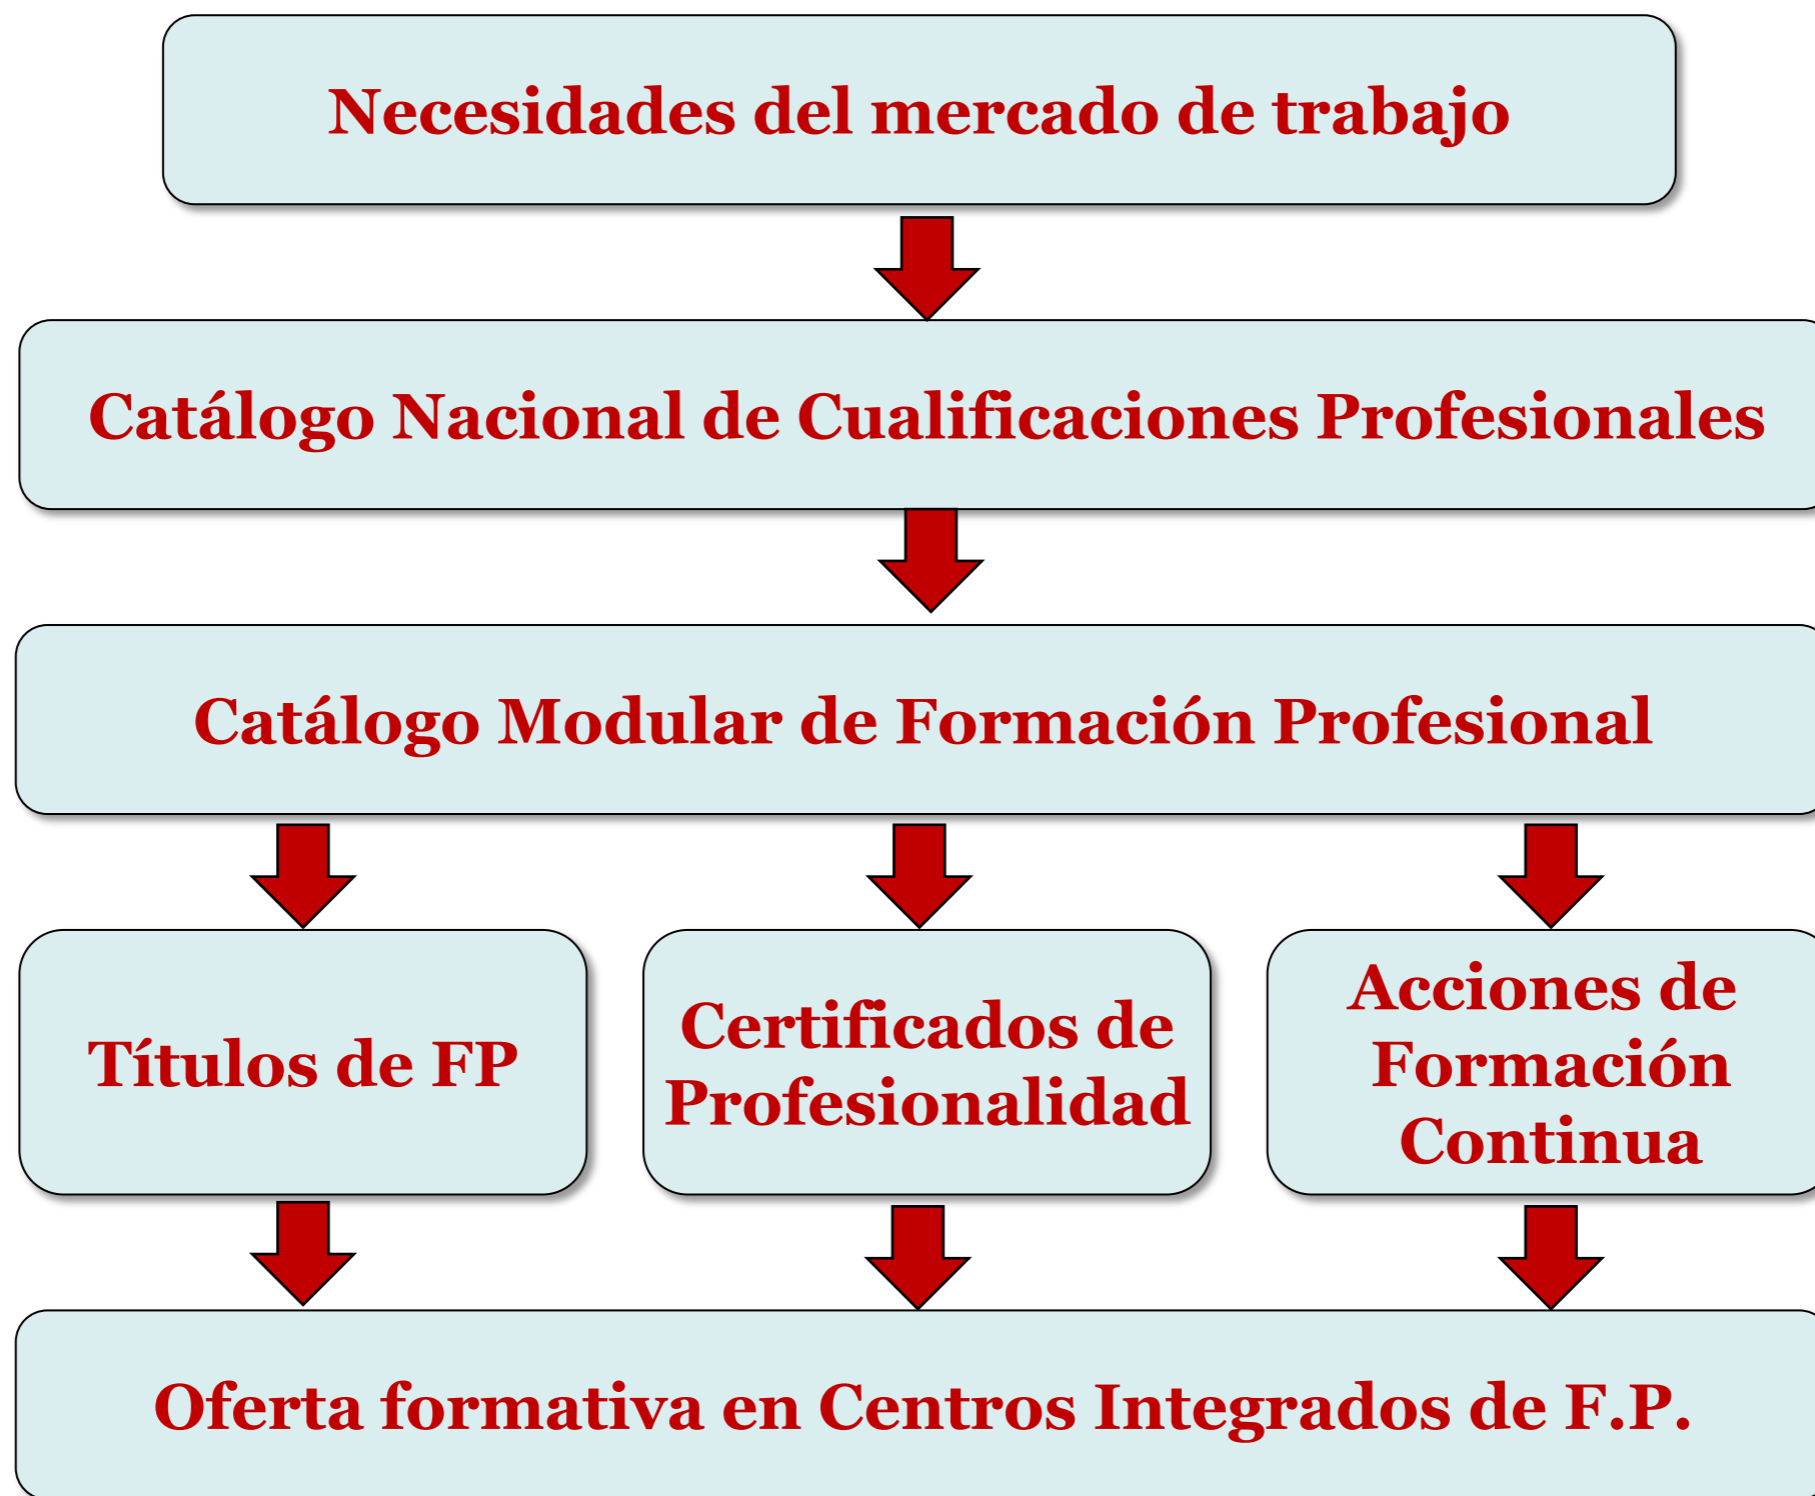 Necesidades del mercado de trabajo
Catálogo Nacional de Cualificaciones Profesionales
Catálogo Modular de Formación Profesional
Títulos de FP
Certificados de
Profesionalidad
Acciones de
Formación
Continua
Oferta formativa en Centros Integrados de F.P.